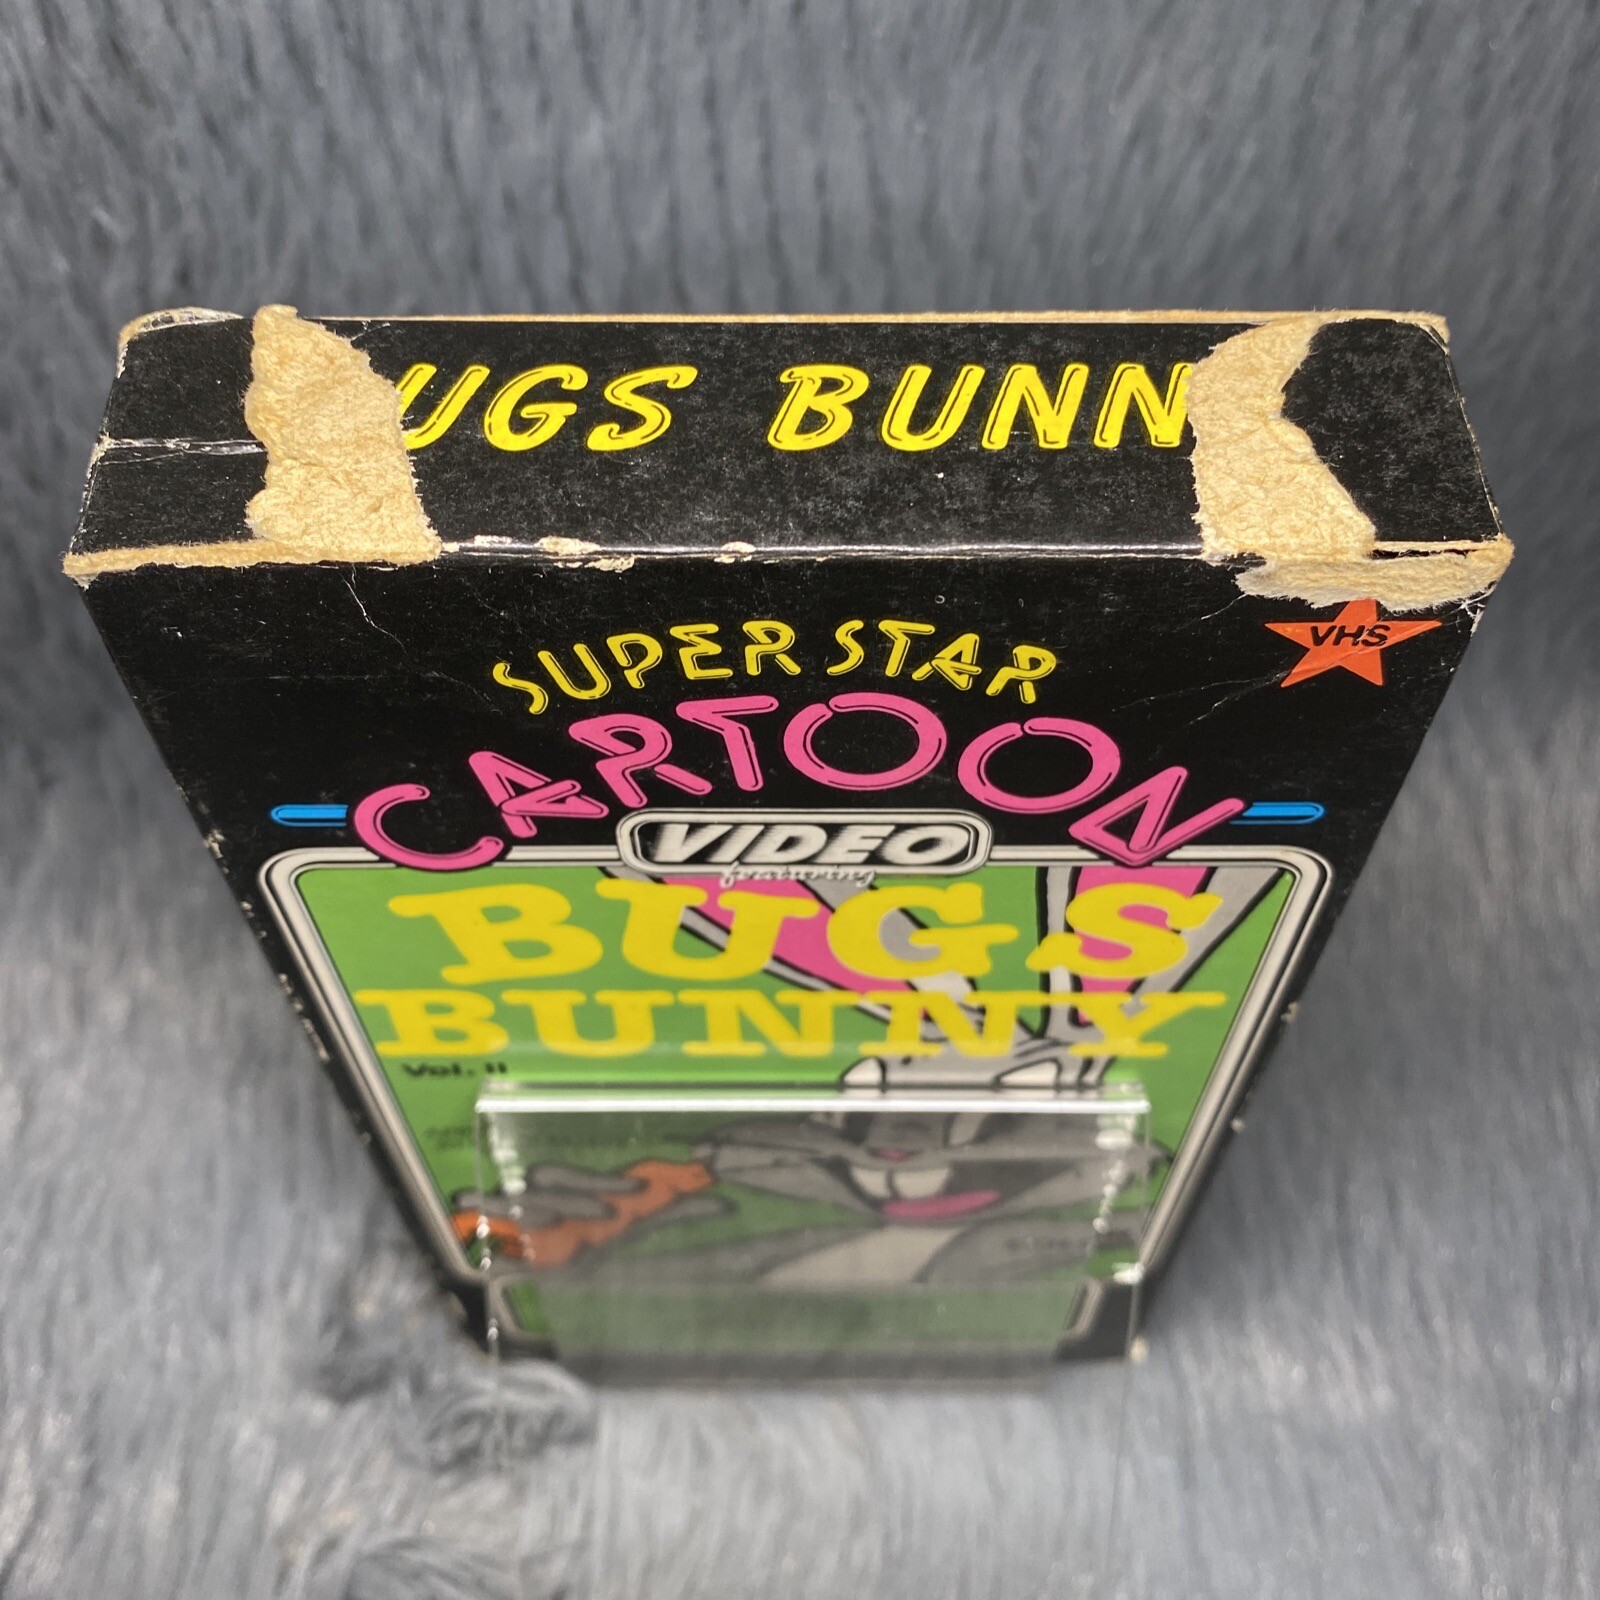 UGS BUNN
VHS
SUPER STAR
CARTOON
VIDEO
featuring
BUGS
BUNNY
Vol. II